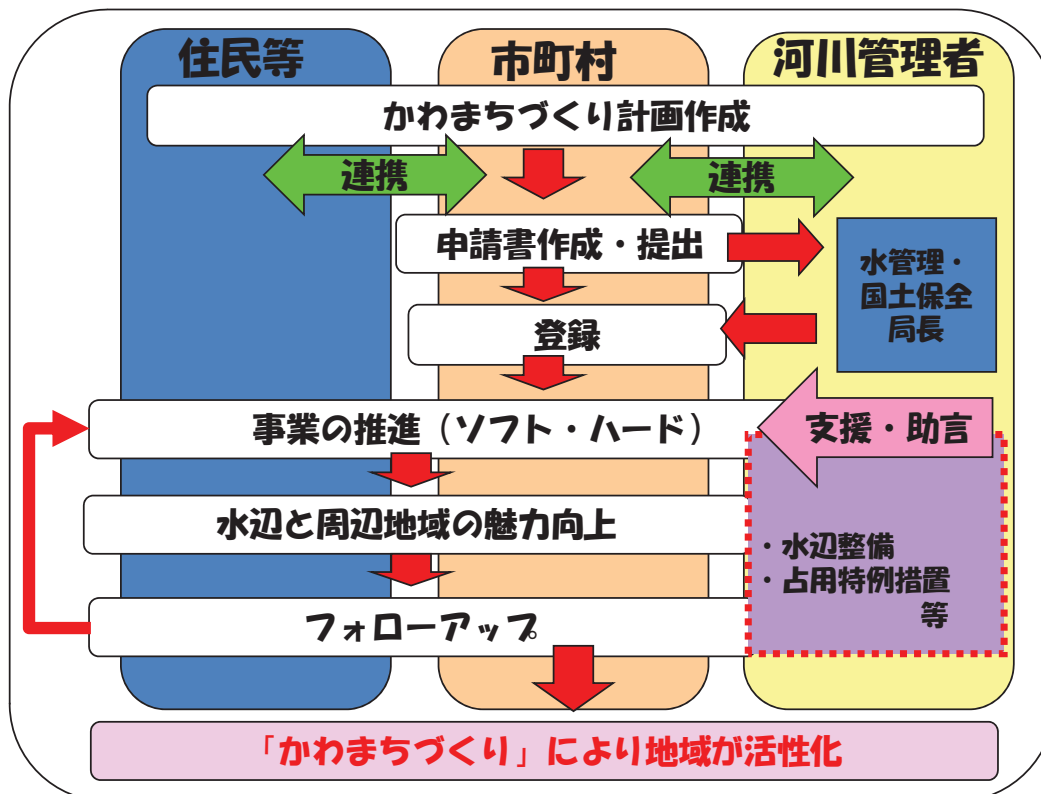 住民等
市町村
河川管理者
かわまちづくり計画作成
連携
連携
申請書作成・提出
水管理・
国土保全
局長
登録
事業の推進（ソフト・ハード）
支援・助言
水辺と周辺地域の魅力向上
・水辺整備
・占用特例措置
等
フォローアップ
「かわまちづくり」により地域が活性化